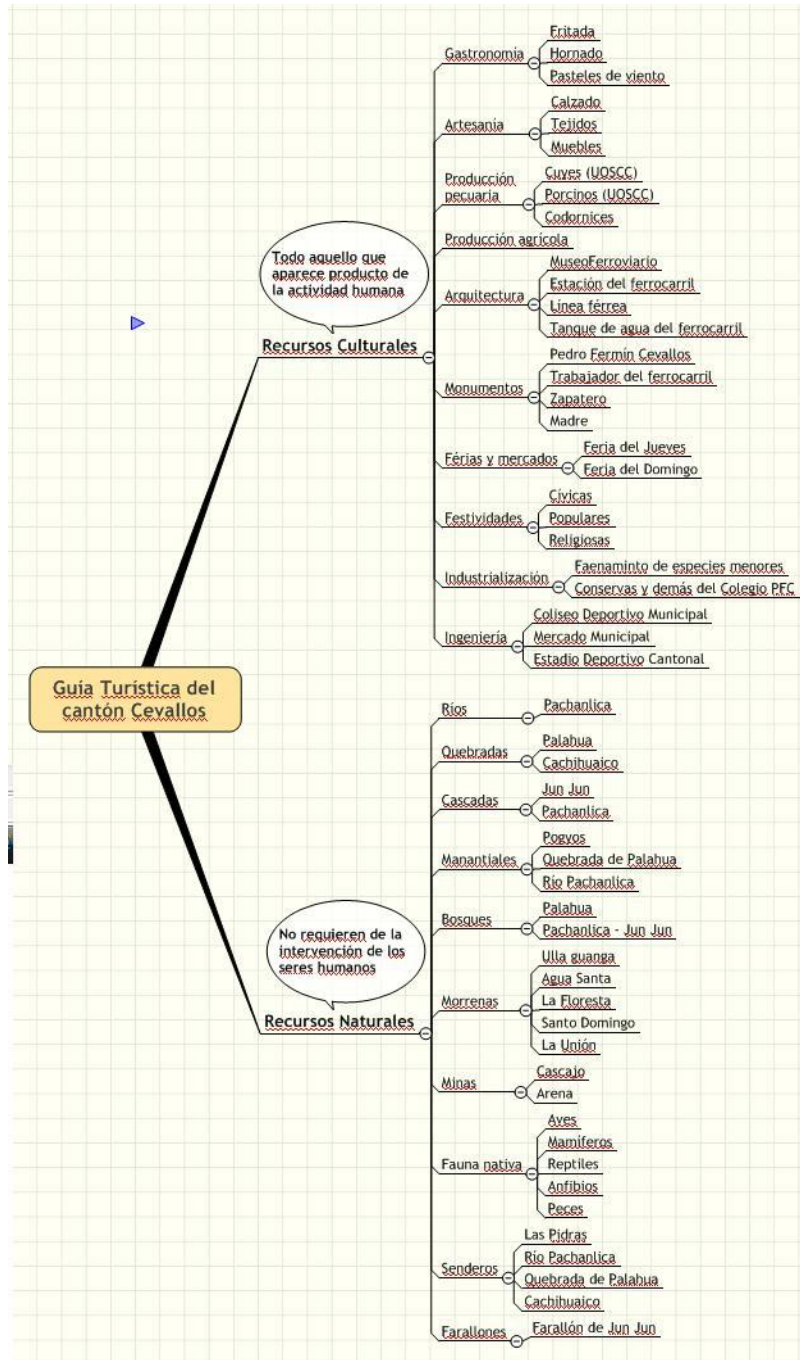 Guía Turística del
cantón Cevallos
Todo aquello que
aparece producto de
la actividad humana
Recursos Culturales
Gastronomía
Fritada
Hornado
Pasteles de viento
Artesanía
Calzado
Tejidos
Muebles
Producción
pecuaria
Cuyes (UOSCC)
Porcinos (UOSCC)
Codornices
Producción agrícola
Arquitectura
MuseoFerroviario
Estación del ferrocarril
Línea férrea
Tanque de agua del ferrocarril
Monumentos
Pedro Fermín Cevallos
Trabajador del ferrocarril
Zapatero
Madre
Férias y mercados
Feria del Jueves
Feria del Domingo
Festividades
Cívicas
Populares
Religiosas
Industrialización
Faenaminto de especies menores
Conservas y demás del Colegio PFC
Ingeniería
Coliseo Deportivo Municipal
Mercado Municipal
Estadio Deportivo Cantonal
No requieren de la
intervención de los
seres humanos
Recursos Naturales
Ríos
Pachanlica
Quebradas
Palahua
Cachihuaico
Cascadas
Jun Jun
Pachanlica
Manantiales
Pogyos
Quebrada de Palahua
Río Pachanlica
Bosques
Palahua
Pachanlica - Jun Jun
Morrenas
Ulla guanga
Agua Santa
La Floresta
Santo Domingo
La Unión
Minas
Cascajo
Arena
Fauna nativa
Aves
Mamíferos
Reptiles
Anfibios
Peces
Senderos
Las Pidras
Río Pachanlica
Quebrada de Palahua
Cachihuaico
Farallones
Farallón de Jun Jun